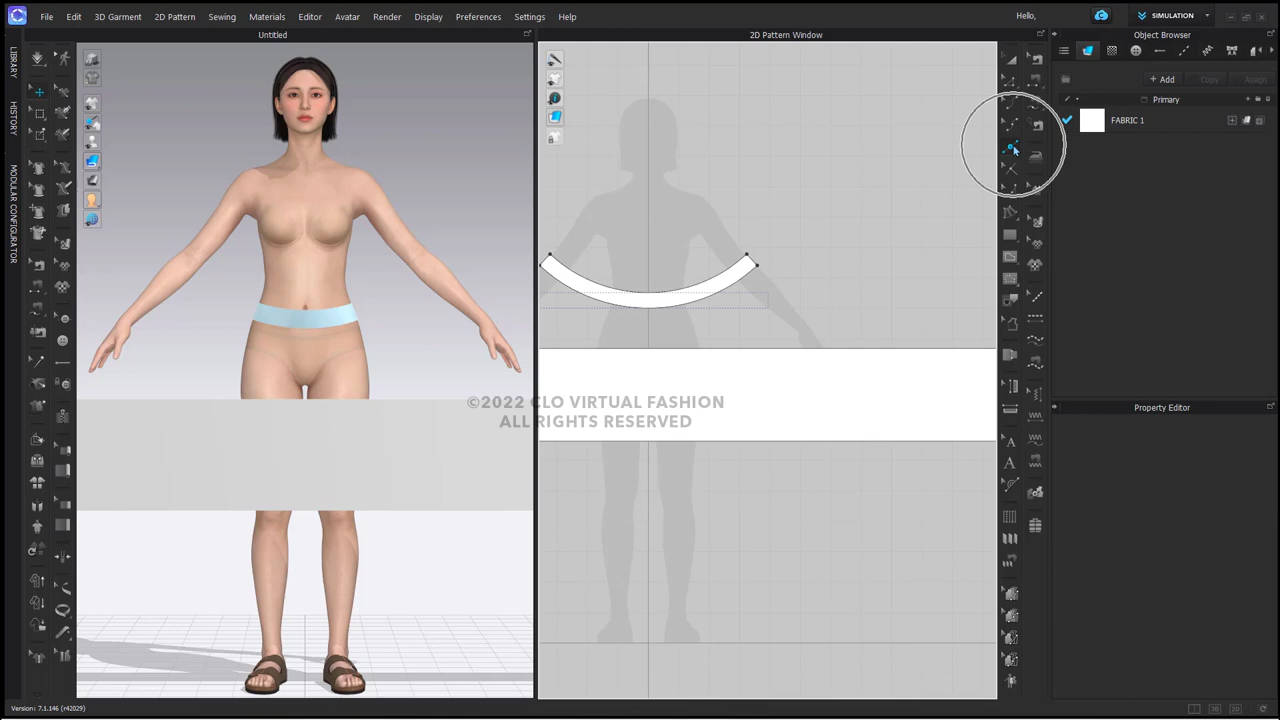 File Edit 3D Garment 2D Pattern Sewing Materials Editor Avatar Render Display Preferences Settings Help Hello, SIMULATION
Untitled
2D Pattern Window
Object Browser
LIBRARY
HISTORY
MODULAR CONFIGURATOR
+ Add Copy Assign
Primary
FABRIC 1
Property Editor
©2022 CLO VIRTUAL FASHION
ALL RIGHTS RESERVED
Version: 7.1.146 (r42029)
3D 2D